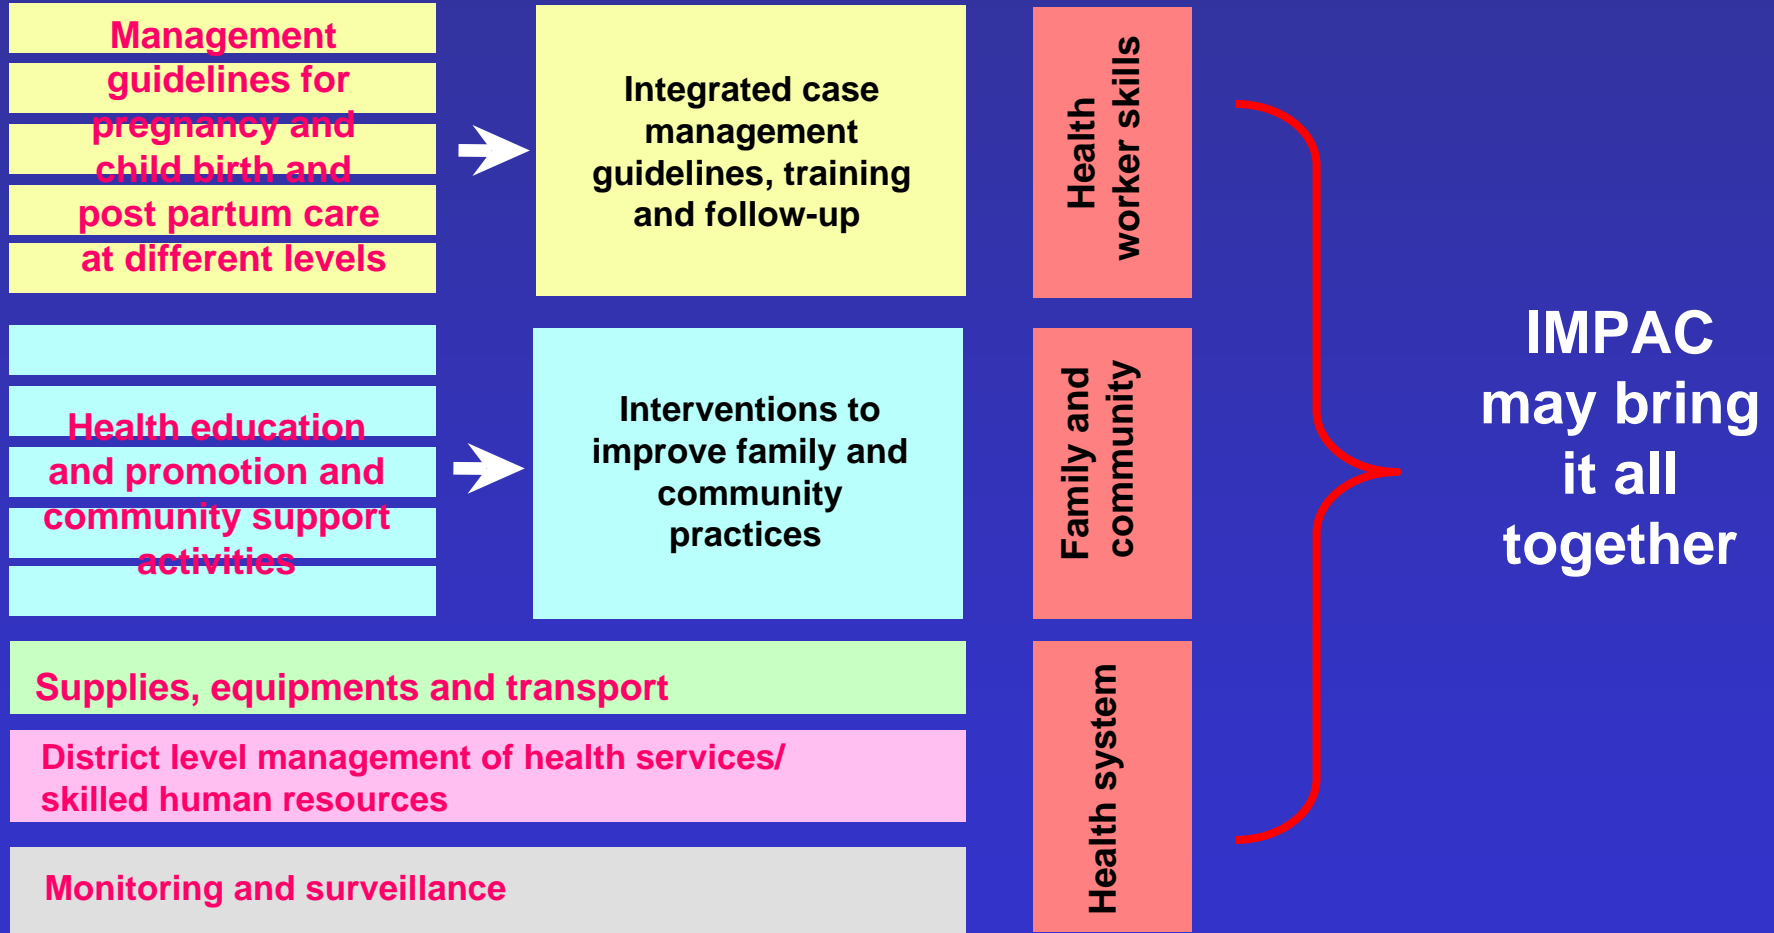 Management
guidelines for
pregnancy and
child birth and
post partum care
at different levels
Integrated case
management
guidelines, training
and follow-up
Health
worker skills
Health education
and promotion and
community support
activities
Interventions to
improve family and
community
practices
Family and
community
Supplies, equipments and transport
District level management of health services/
skilled human resources
Monitoring and surveillance
Health system
IMPAC
may bring
it all
together